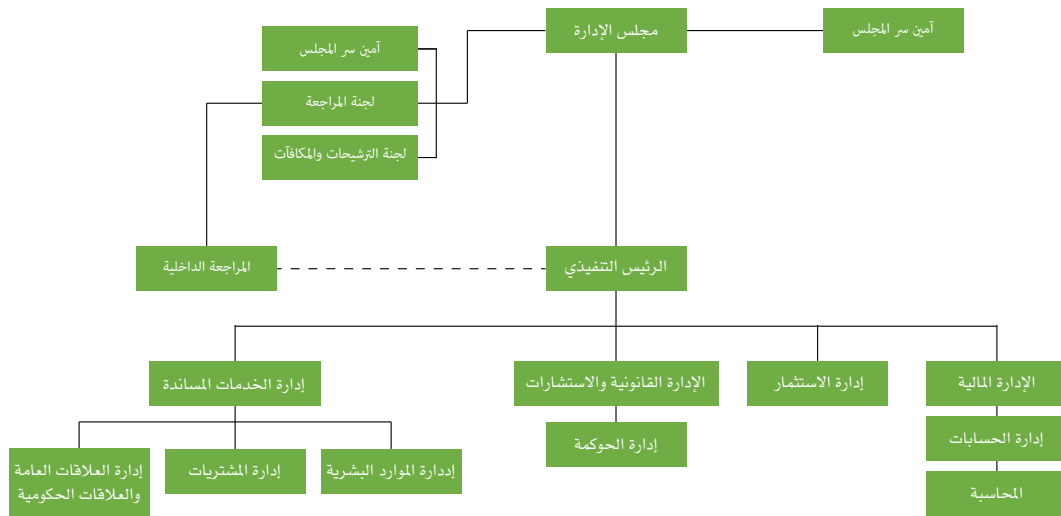 مجلس الإدارة
آمين سر المجلس
آمين سر المجلس
لجنة المراجعة
لجنة الترشيحات والمكافآت
الرئيس التنفيذي
المراجعة الداخلية
الإدارة المالية
إدارة الاستثمار
الإدارة القانونية والاستشارات
إدارة الخدمات المساندة
إدارة الحسابات
المحاسبة
إدارة الحوكمة
إددارة الموارد البشرية
إدارة المشتريات
إدارة العلاقات العامة
والعلاقات الحكومية